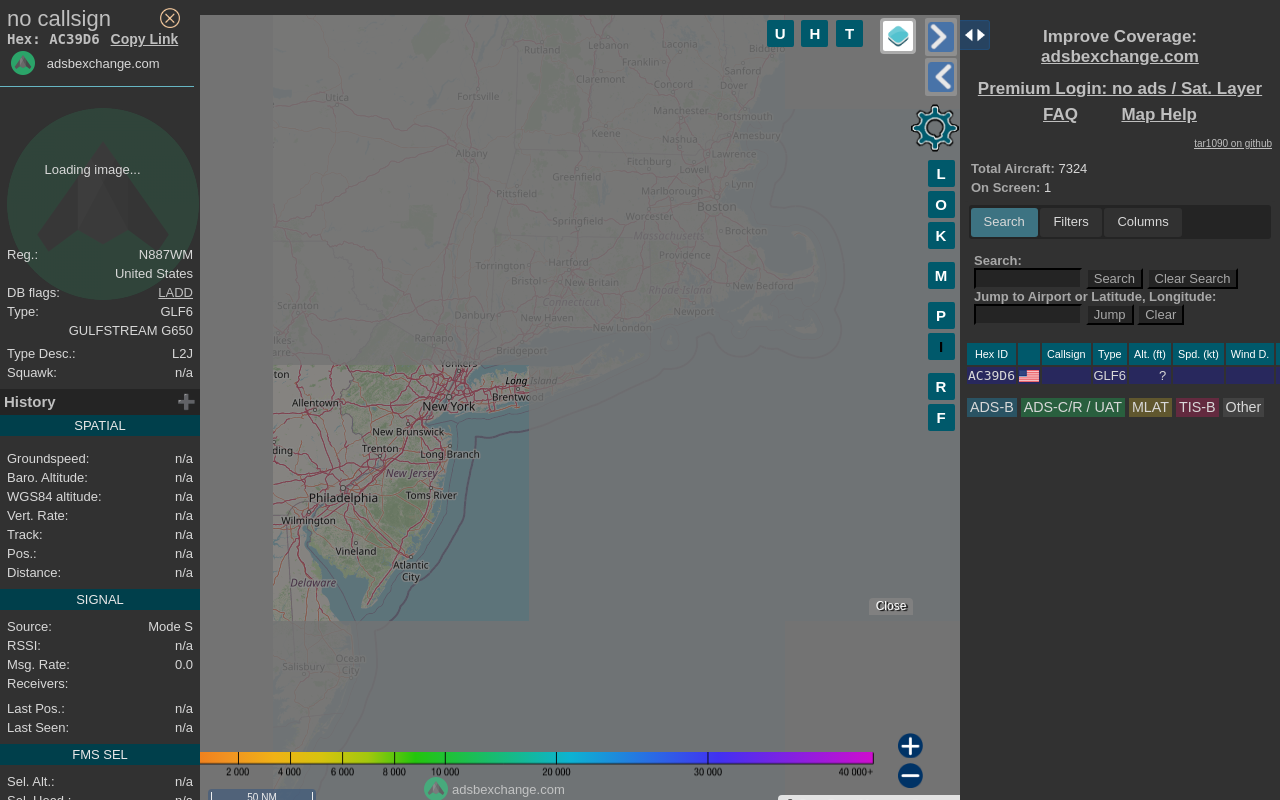 no callsign
Hex: AC39D6 Copy Link
adsbexchange.com
Loading image...
Reg.: N887WM
United States
DB flags: LADD
Type: GLF6
GULFSTREAM G650
Type Desc.: L2J
Squawk: n/a
History
SPATIAL
Groundspeed: n/a
Baro. Altitude: n/a
WGS84 altitude: n/a
Vert. Rate: n/a
Track: n/a
Pos.: n/a
Distance: n/a
SIGNAL
Source: Mode S
RSSI: n/a
Msg. Rate: 0.0
Receivers:
Last Pos.: n/a
Last Seen: n/a
FMS SEL
Sel. Alt.: n/a
Sel. Head.: n/a
U H T
L
O
K
M
P
I
R
F
Rutland
Lebanon
Laconia
Franklin
Sanford
Claremont
Concord
Dover
Utica
Fortsville
Manchester
Portsmouth
Keene
Nashua
Amesbury
Albany
Fitchburg
Lawrence
Greenfield
Lowell
Lynn
Pittsfield
Marlborough
Boston
Springfield
Worcester
Massachusetts
Brockton
Torrington
Hartford
Providence
Bristol
New Britain
Rhode Island
New Bedford
Scranton
Connecticut
Danbury
New Haven
Newport
New London
Ramapo
Bridgeport
Yonkers
Long Island
Allentown
Brentwood
New York
New Brunswick
Trenton
Long Branch
New Jersey
Philadelphia
Toms River
Wilmington
Vineland
Atlantic
City
Delaware
Salisbury
Ocean
City
Close
2 000 4 000 6 000 8 000 10 000 20 000 30 000 40 000+
adsbexchange.com
50 NM
Improve Coverage:
adsbexchange.com
Premium Login: no ads / Sat. Layer
FAQ Map Help
tar1090 on github
Total Aircraft: 7324
On Screen: 1
Search Filters Columns
Search:
Search Clear Search
Jump to Airport or Latitude, Longitude:
Jump Clear
Hex ID Callsign Type Alt. (ft) Spd. (kt) Wind D.
AC39D6 GLF6 ?
ADS-B ADS-C/R / UAT MLAT TIS-B Other